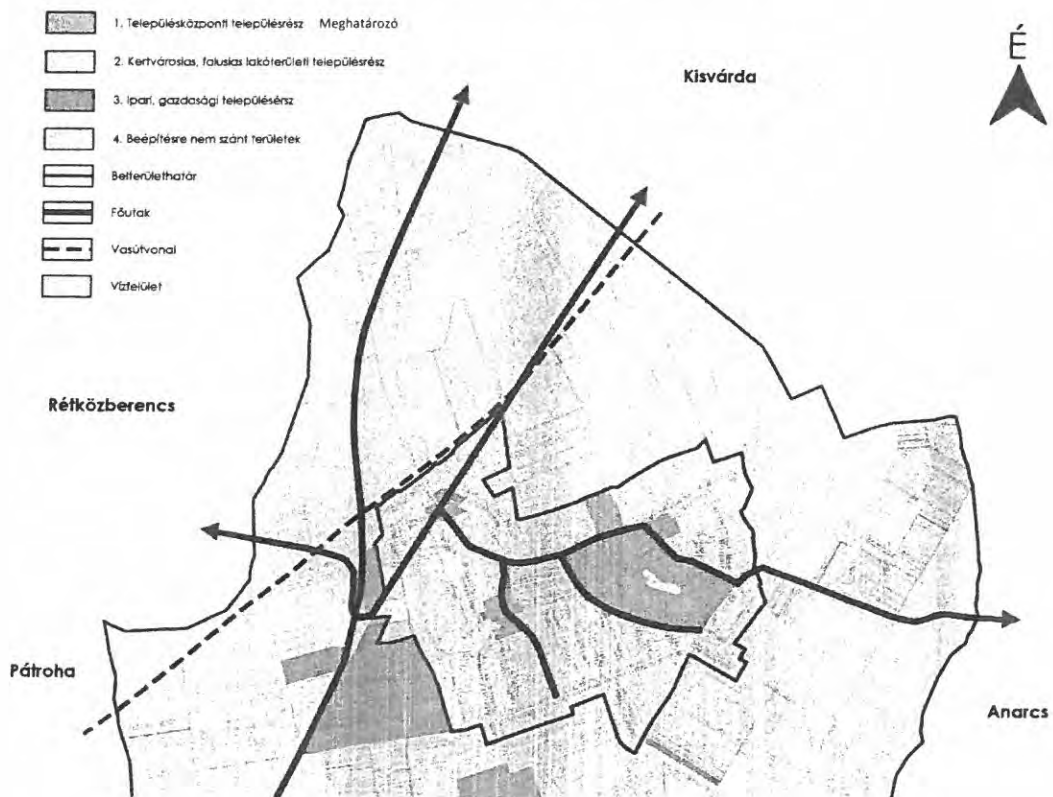 1. Településközponti településrész Meghatározó
2. Kertvárosias, falusias lakóterületi településrész
3. Ipari, gazdasági településérsz
4. Beépítésre nem szánt területek
Belterülethatár
Főutak
Vasútvonal
Vízfelület
É
Kisvárda
Rétközberencs
Pátroha
Anarcs